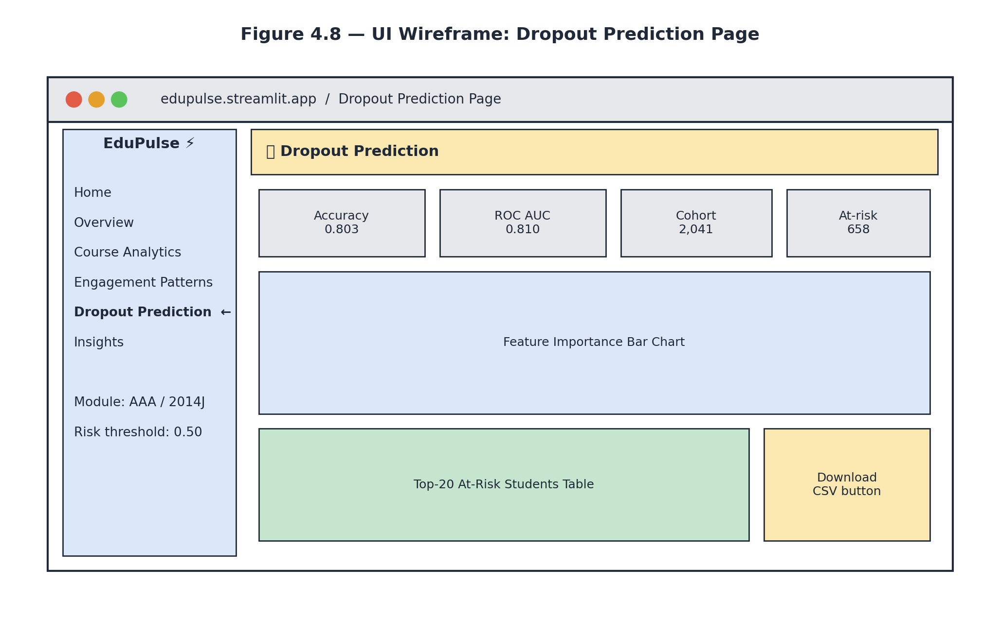 Figure 4.8 — UI Wireframe: Dropout Prediction Page
edupulse.streamlit.app / Dropout Prediction Page
EduPulse ⚡
Home
Overview
Course Analytics
Engagement Patterns
Dropout Prediction ←
Insights
Module: AAA / 2014J
Risk threshold: 0.50
Dropout Prediction
Accuracy
0.803
ROC AUC
0.810
Cohort
2,041
At-risk
658
Feature Importance Bar Chart
Top-20 At-Risk Students Table
Download
CSV button